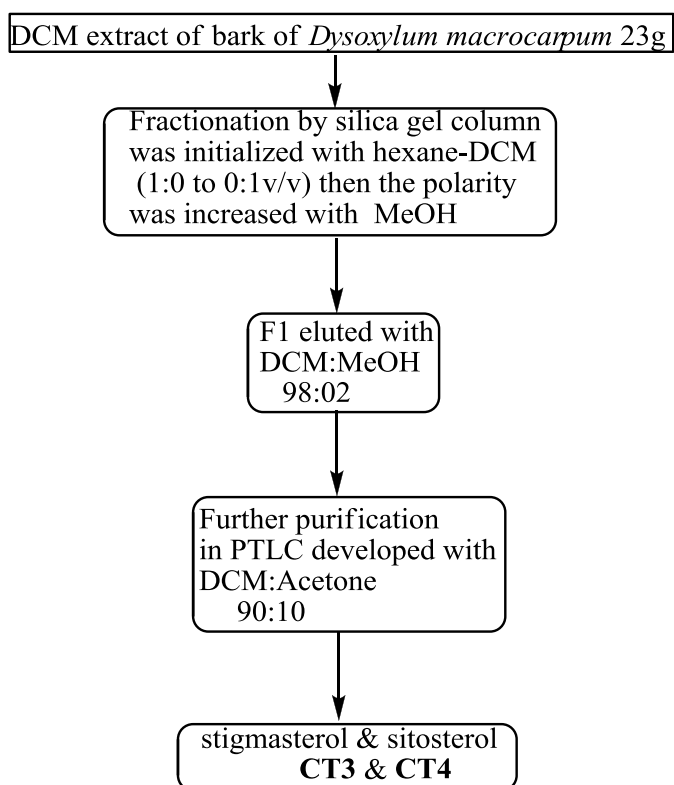 DCM extract of bark of Dysoxylum macrocarpum 23g
Fractionation by silica gel column
was initialized with hexane-DCM
(1:0 to 0:1v/v) then the polarity
was increased with MeOH
F1 eluted with
DCM:MeOH
98:02
Further purification
in PTLC developed with
DCM:Acetone
90:10
stigmasterol & sitosterol
CT3 & CT4